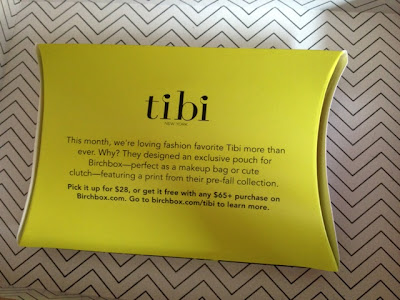 tibi
NEW YORK
This month, we're loving fashion favorite Tibi more than
ever. Why? They designed an exclusive pouch for
Birchbox—perfect as a makeup bag or cute
clutch—featuring a print from their pre-fall collection.
Pick it up for $28, or get it free with any $65+ purchase on
Birchbox.com. Go to birchbox.com/tibi to learn more.